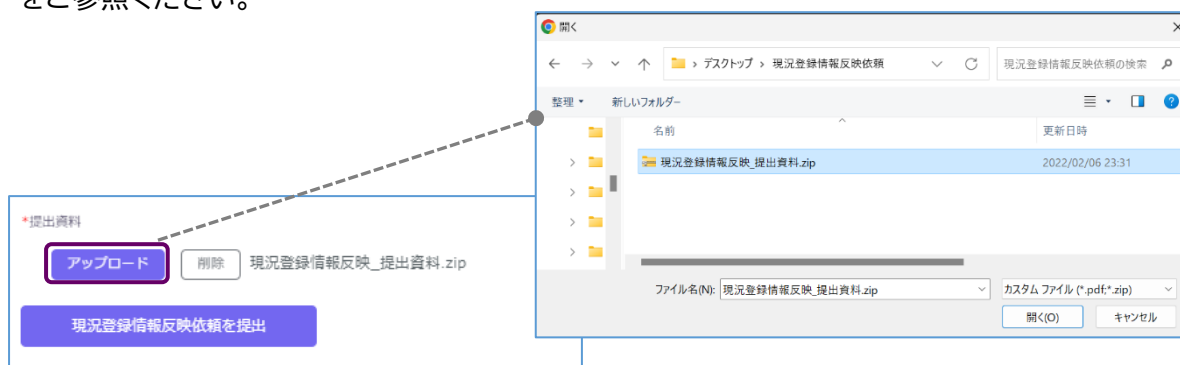 をご参照ください。
開く
デスクトップ > 現況登録情報反映依頼
現況登録情報反映依頼の検索
整理
新しいフォルダー
名前
更新日時
現況登録情報反映_提出資料.zip
2022/02/06 23:31
ファイル名(N):
現況登録情報反映_提出資料.zip
カスタム ファイル (*.pdf;*.zip)
開く(O)
キャンセル
*提出資料
アップロード
削除
現況登録情報反映_提出資料.zip
現況登録情報反映依頼を提出